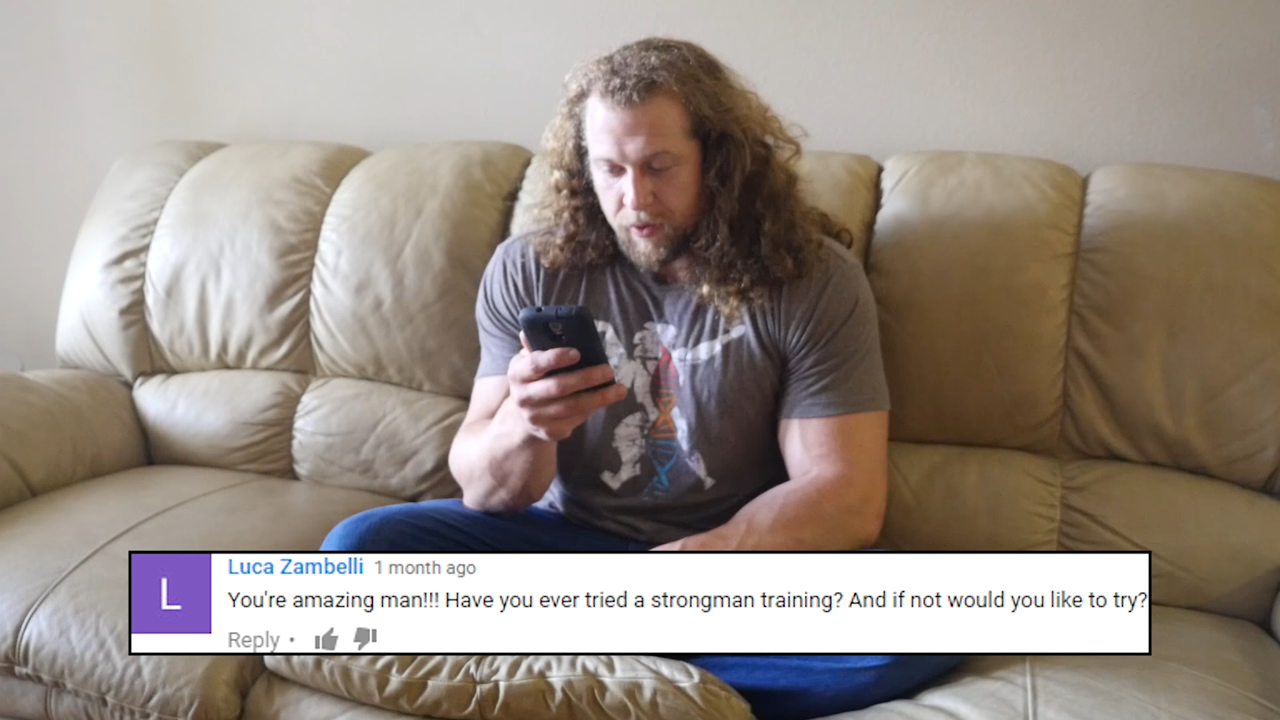 L
Luca Zambelli 1 month ago
You're amazing man!!! Have you ever tried a strongman training? And if not would you like to try?
Reply •